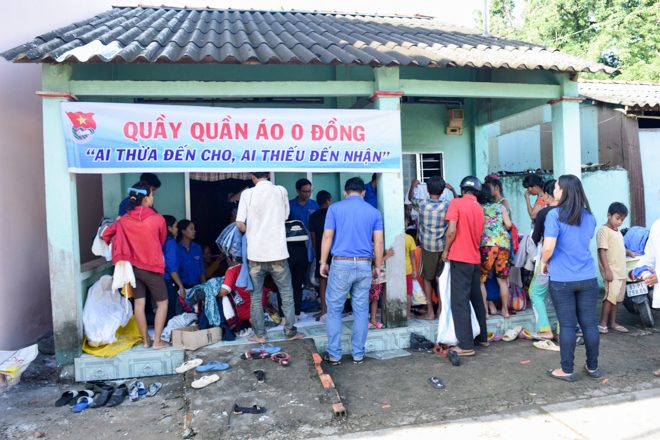 QUẦY QUẦN ÁO 0 ĐỒNG
"AI THỪA ĐẾN CHO, AI THIẾU ĐẾN NHẬN"